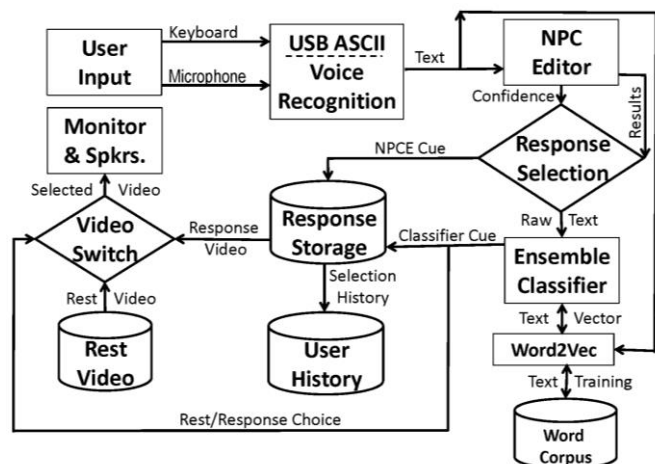 User
Input
Keyboard
Microphone
USB ASCII
Voice
Recognition
Text
NPC
Editor
Confidence
Results
Monitor
& Spkrs.
NPCE Cue
Response
Selection
Selected Video
Raw Text
Video
Switch
Response
Video
Response
Storage
Classifier Cue
Ensemble
Classifier
Selection
History
Rest Video
Text Vector
Rest
Video
User
History
Word2Vec
Text Training
Rest/Response Choice
Word
Corpus